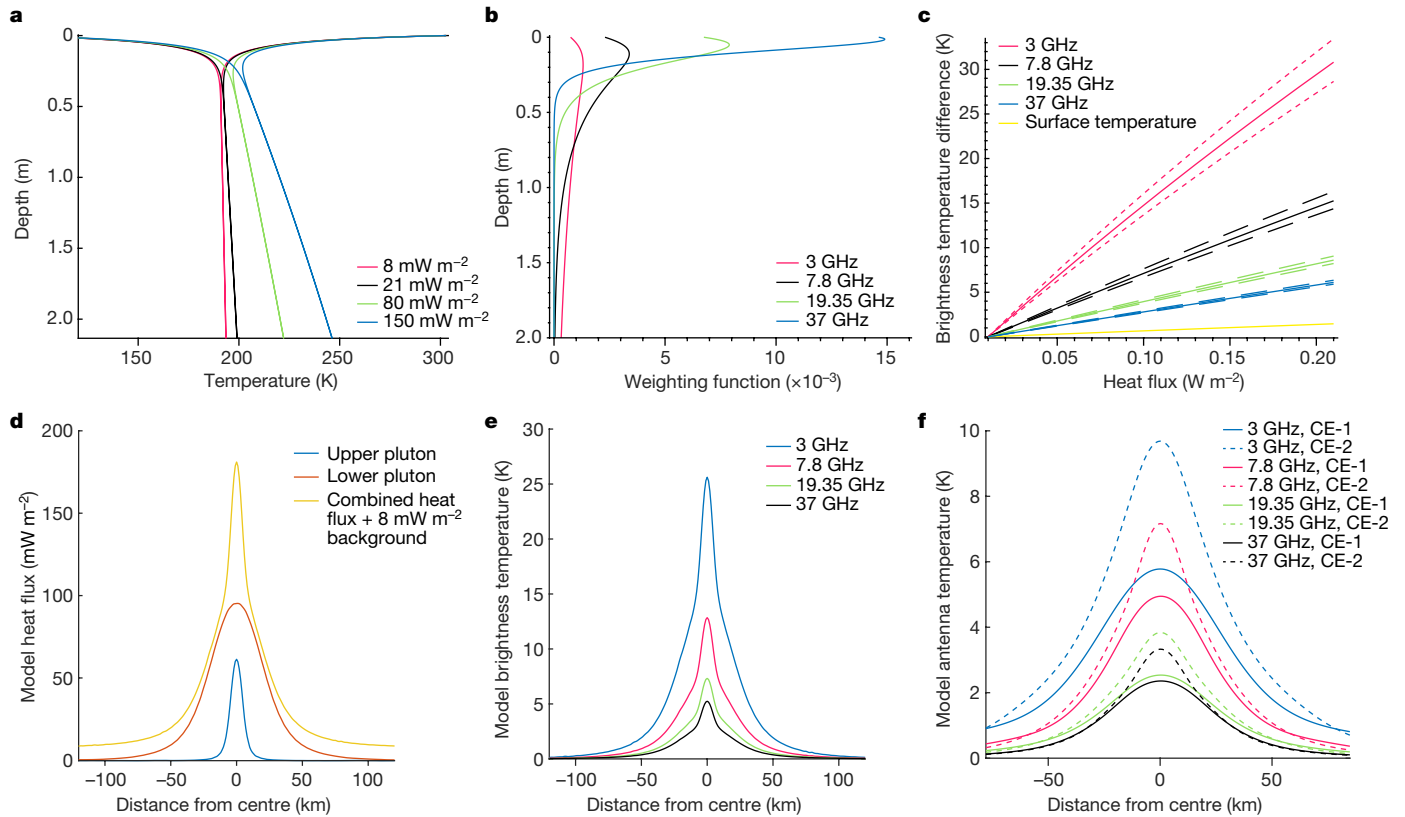 a
0
0.5
1.0
1.5
2.0
Depth (m)
150
200
250
300
Temperature (K)
8 mW m⁻²
21 mW m⁻²
80 mW m⁻²
150 mW m⁻²
b
0
0.5
1.0
1.5
2.0
Depth (m)
0
5
10
15
Weighting function (×10⁻³)
3 GHz
7.8 GHz
19.35 GHz
37 GHz
c
30
25
20
15
10
5
0
Brightness temperature difference (K)
0.05
0.10
0.15
0.20
Heat flux (W m⁻²)
3 GHz
7.8 GHz
19.35 GHz
37 GHz
Surface temperature
d
200
150
100
50
0
Model heat flux (mW m⁻²)
−100
−50
0
50
100
Distance from centre (km)
Upper pluton
Lower pluton
Combined heat
flux + 8 mW m⁻²
background
e
30
25
20
15
10
5
0
Model brightness temperature (K)
−100
−50
0
50
100
Distance from centre (km)
3 GHz
7.8 GHz
19.35 GHz
37 GHz
f
10
8
6
4
2
0
Model antenna temperature (K)
−50
0
50
Distance from centre (km)
3 GHz, CE-1
3 GHz, CE-2
7.8 GHz, CE-1
7.8 GHz, CE-2
19.35 GHz, CE-1
19.35 GHz, CE-2
37 GHz, CE-1
37 GHz, CE-2